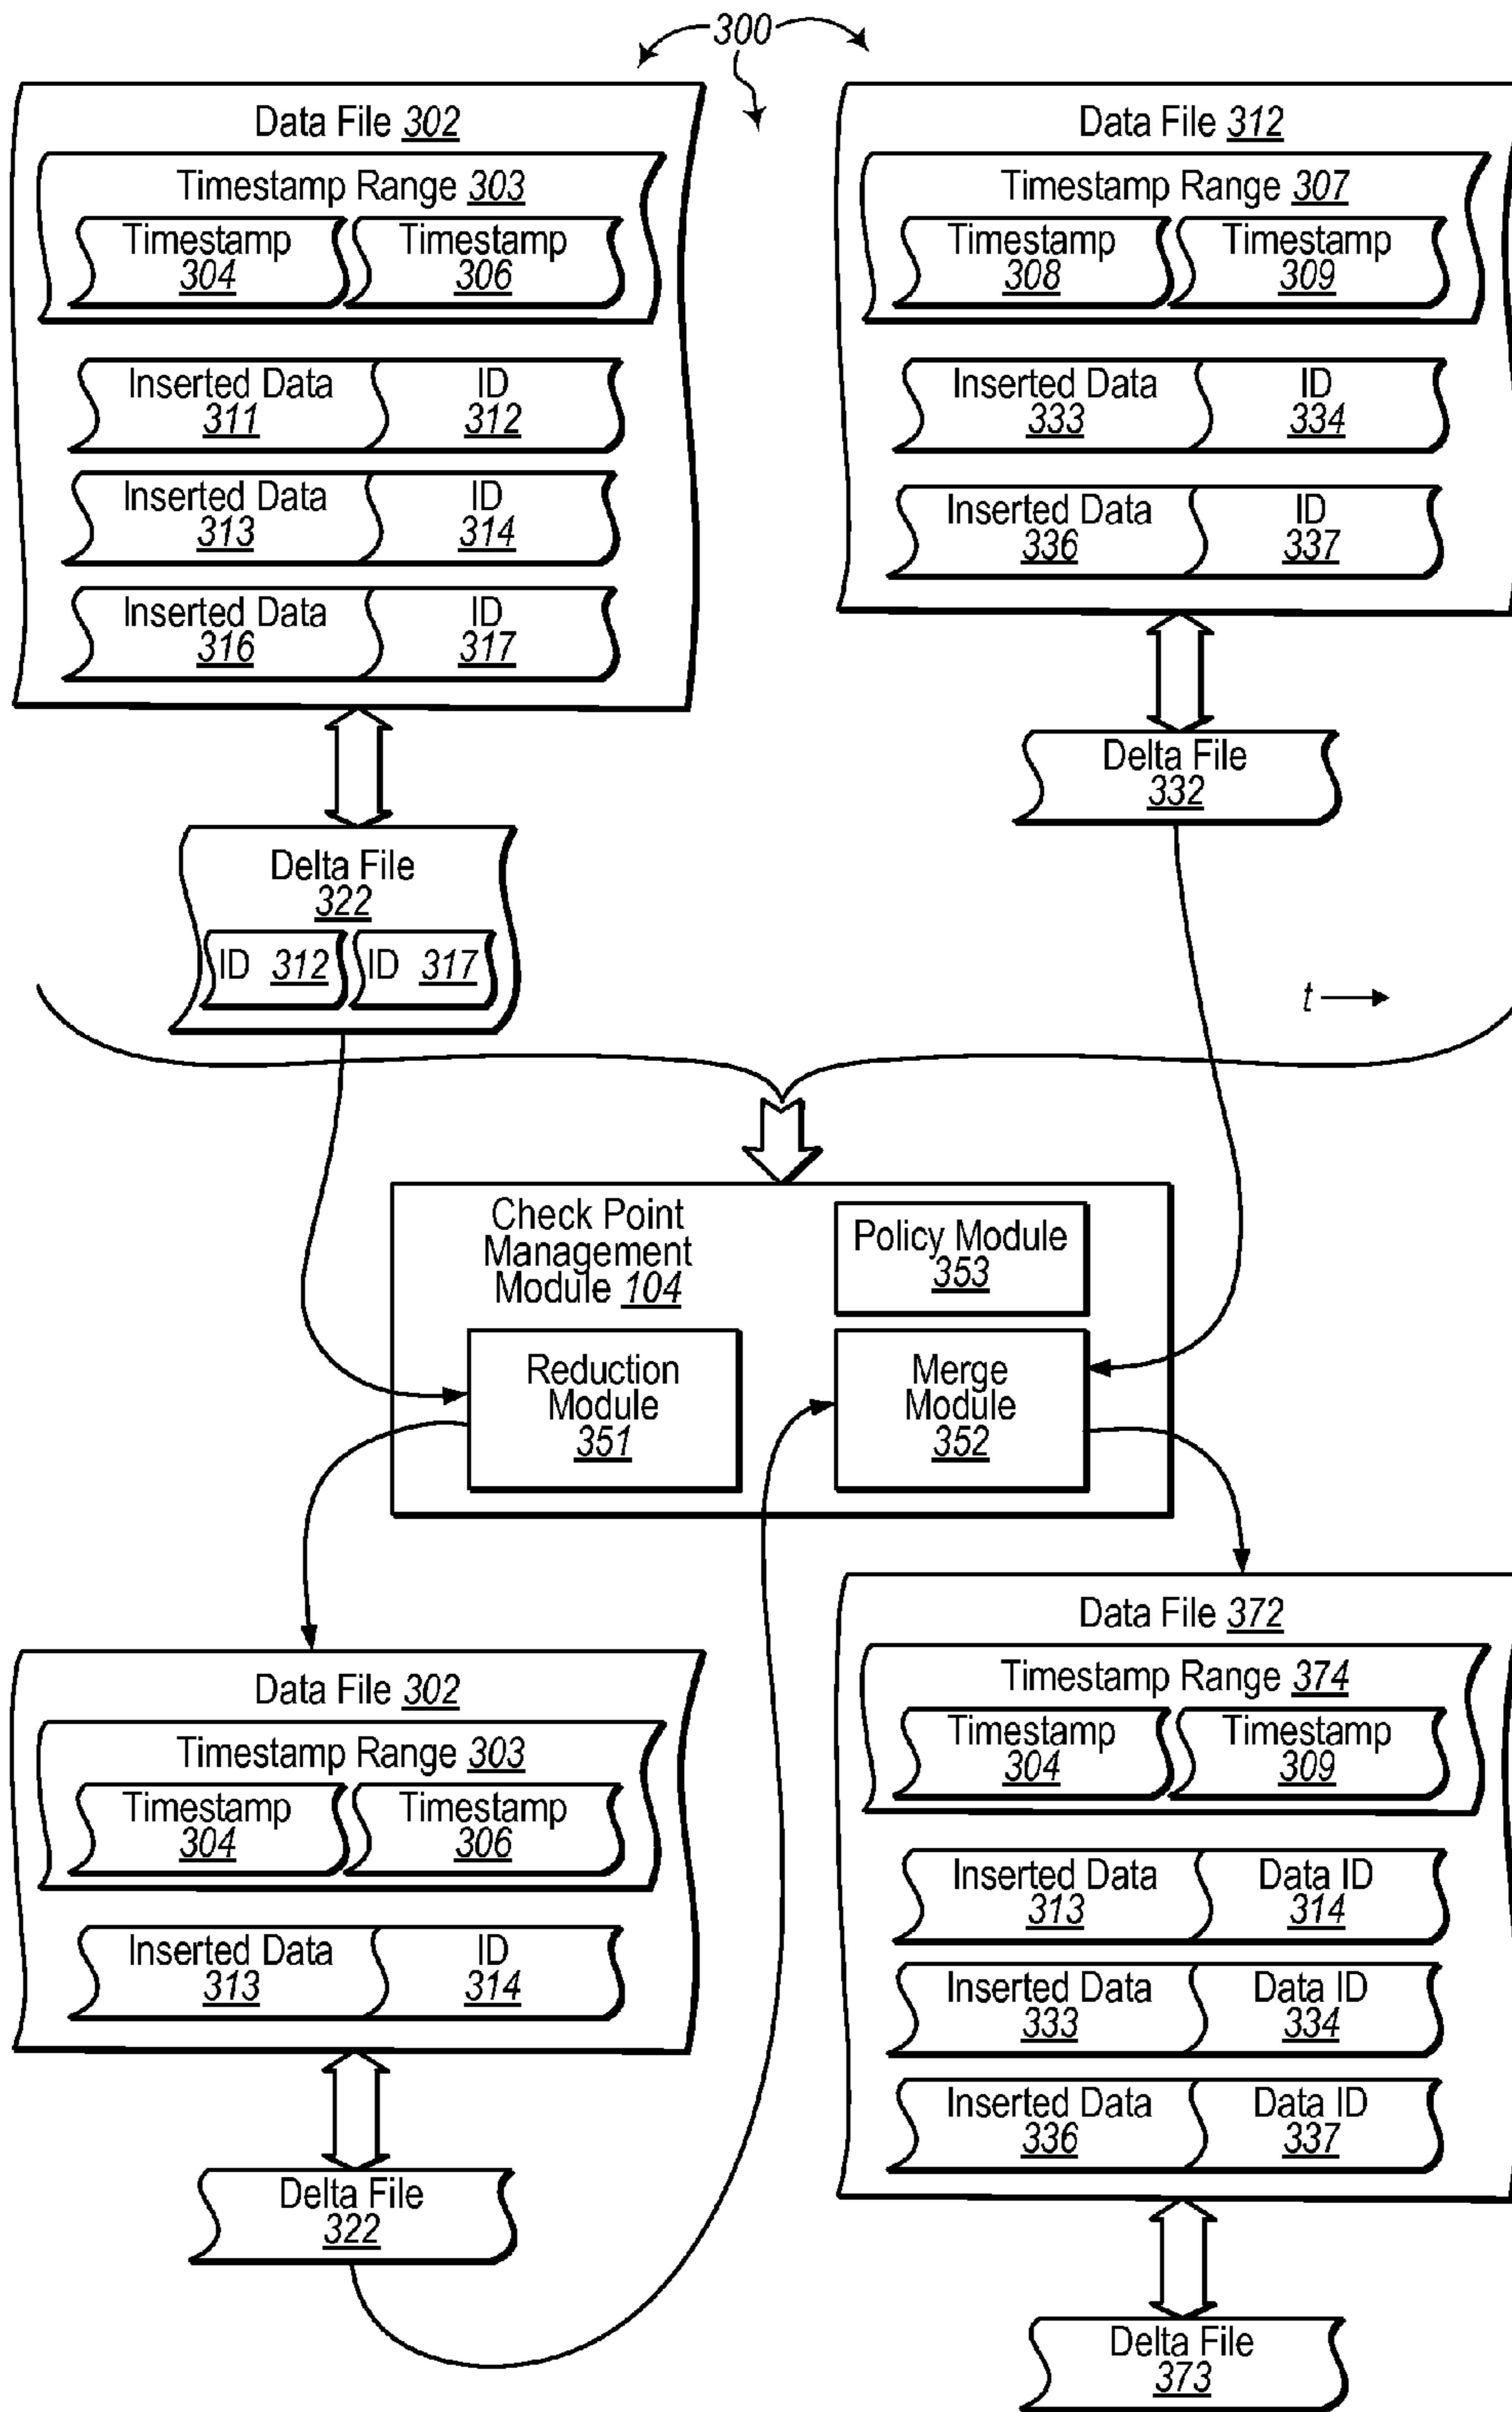 300
Data File 302
Timestamp Range 303
Timestamp
304
Timestamp
306
Inserted Data
311
ID
312
Inserted Data
313
ID
314
Inserted Data
316
ID
317
Delta File
322
ID 312
ID 317
Data File 312
Timestamp Range 307
Timestamp
308
Timestamp
309
Inserted Data
333
ID
334
Inserted Data
336
ID
337
Delta File
332
t
Check Point
Management
Module 104
Policy Module
353
Reduction
Module
351
Merge
Module
352
Data File 302
Timestamp Range 303
Timestamp
304
Timestamp
306
Inserted Data
313
ID
314
Delta File
322
Data File 372
Timestamp Range 374
Timestamp
304
Timestamp
309
Inserted Data
313
Data ID
314
Inserted Data
333
Data ID
334
Inserted Data
336
Data ID
337
Delta File
373